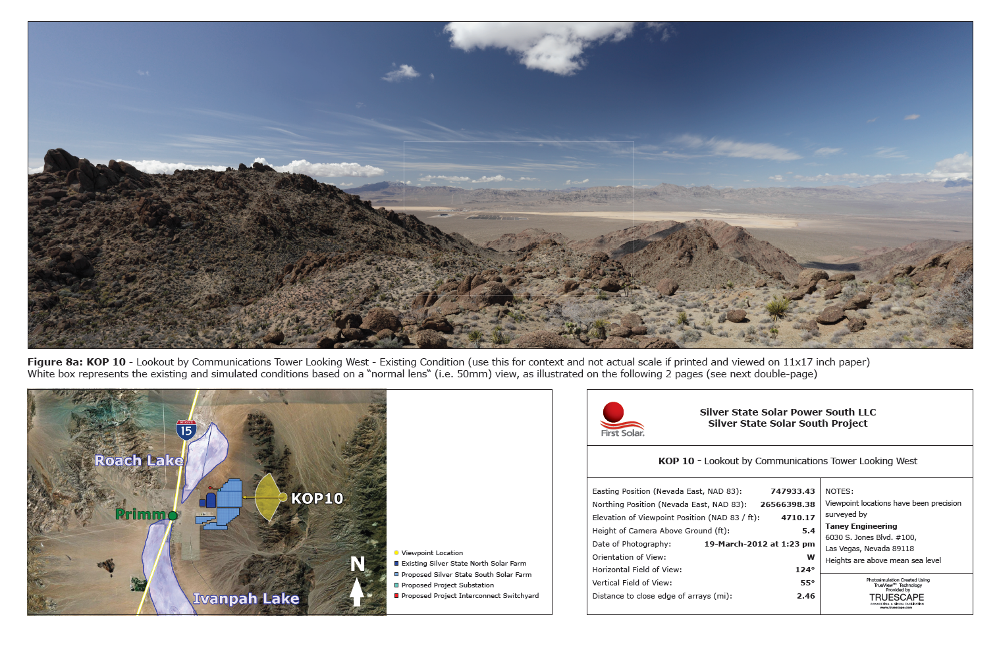 Figure 8a: KOP 10 - Lookout by Communications Tower Looking West - Existing Condition (use this for context and not actual scale if printed and viewed on 11x17 inch paper)
White box represents the existing and simulated conditions based on a “normal lens“ (i.e. 50mm) view, as illustrated on the following 2 pages (see next double-page)
15
Roach Lake
KOP10
Primm
Ivanpah Lake
N
Viewpoint Location
Existing Silver State North Solar Farm
Proposed Silver State South Solar Farm
Proposed Project Substation
Proposed Project Interconnect Switchyard
First Solar.
Silver State Solar Power South LLC
Silver State Solar South Project
KOP 10 - Lookout by Communications Tower Looking West
Easting Position (Nevada East, NAD 83): 747933.43
Northing Position (Nevada East, NAD 83): 26566398.38
Elevation of Viewpoint Position (NAD 83 / ft): 4710.17
Height of Camera Above Ground (ft): 5.4
Date of Photography: 19-March-2012 at 1:23 pm
Orientation of View: W
Horizontal Field of View: 124°
Vertical Field of View: 55°
Distance to close edge of arrays (mi): 2.46
NOTES:
Viewpoint locations have been precision
surveyed by
Taney Engineering
6030 S. Jones Blvd. #100,
Las Vegas, Nevada 89118
Heights are above mean sea level
Photosimulation Created Using
TrueView™ Technology
Provided by
TRUESCAPE
CONSULTING & VISUAL FACILITATION
www.truescape.com